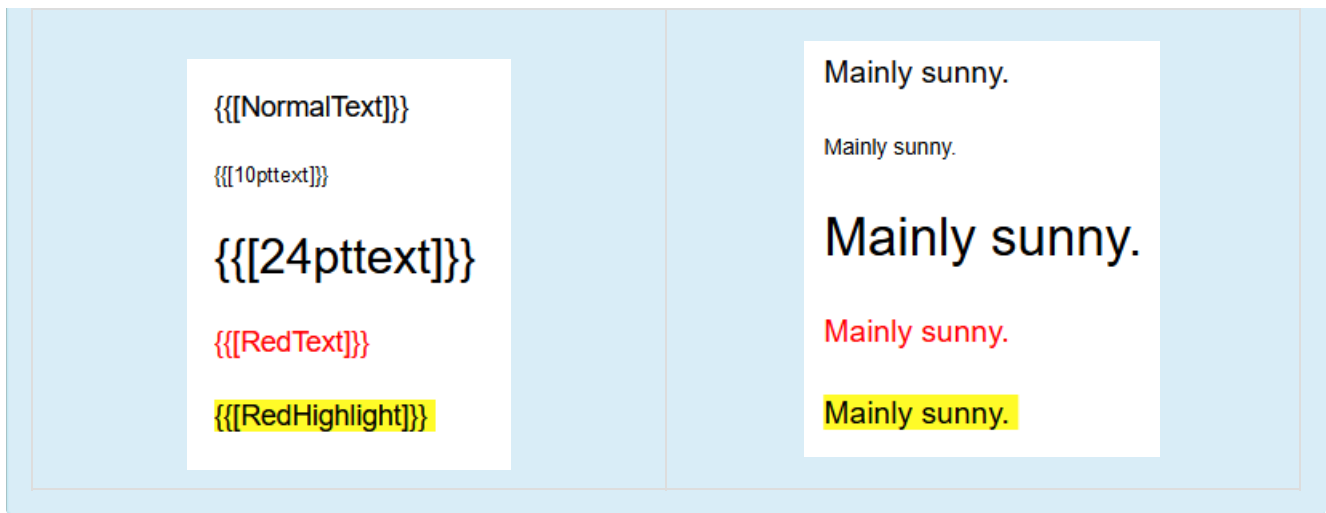 {{[NormalText]}}
{{[10pttext]}}
{{[24pttext]}}
{{[RedText]}}
{{[RedHighlight]}}
Mainly sunny.
Mainly sunny.
Mainly sunny.
Mainly sunny.
Mainly sunny.